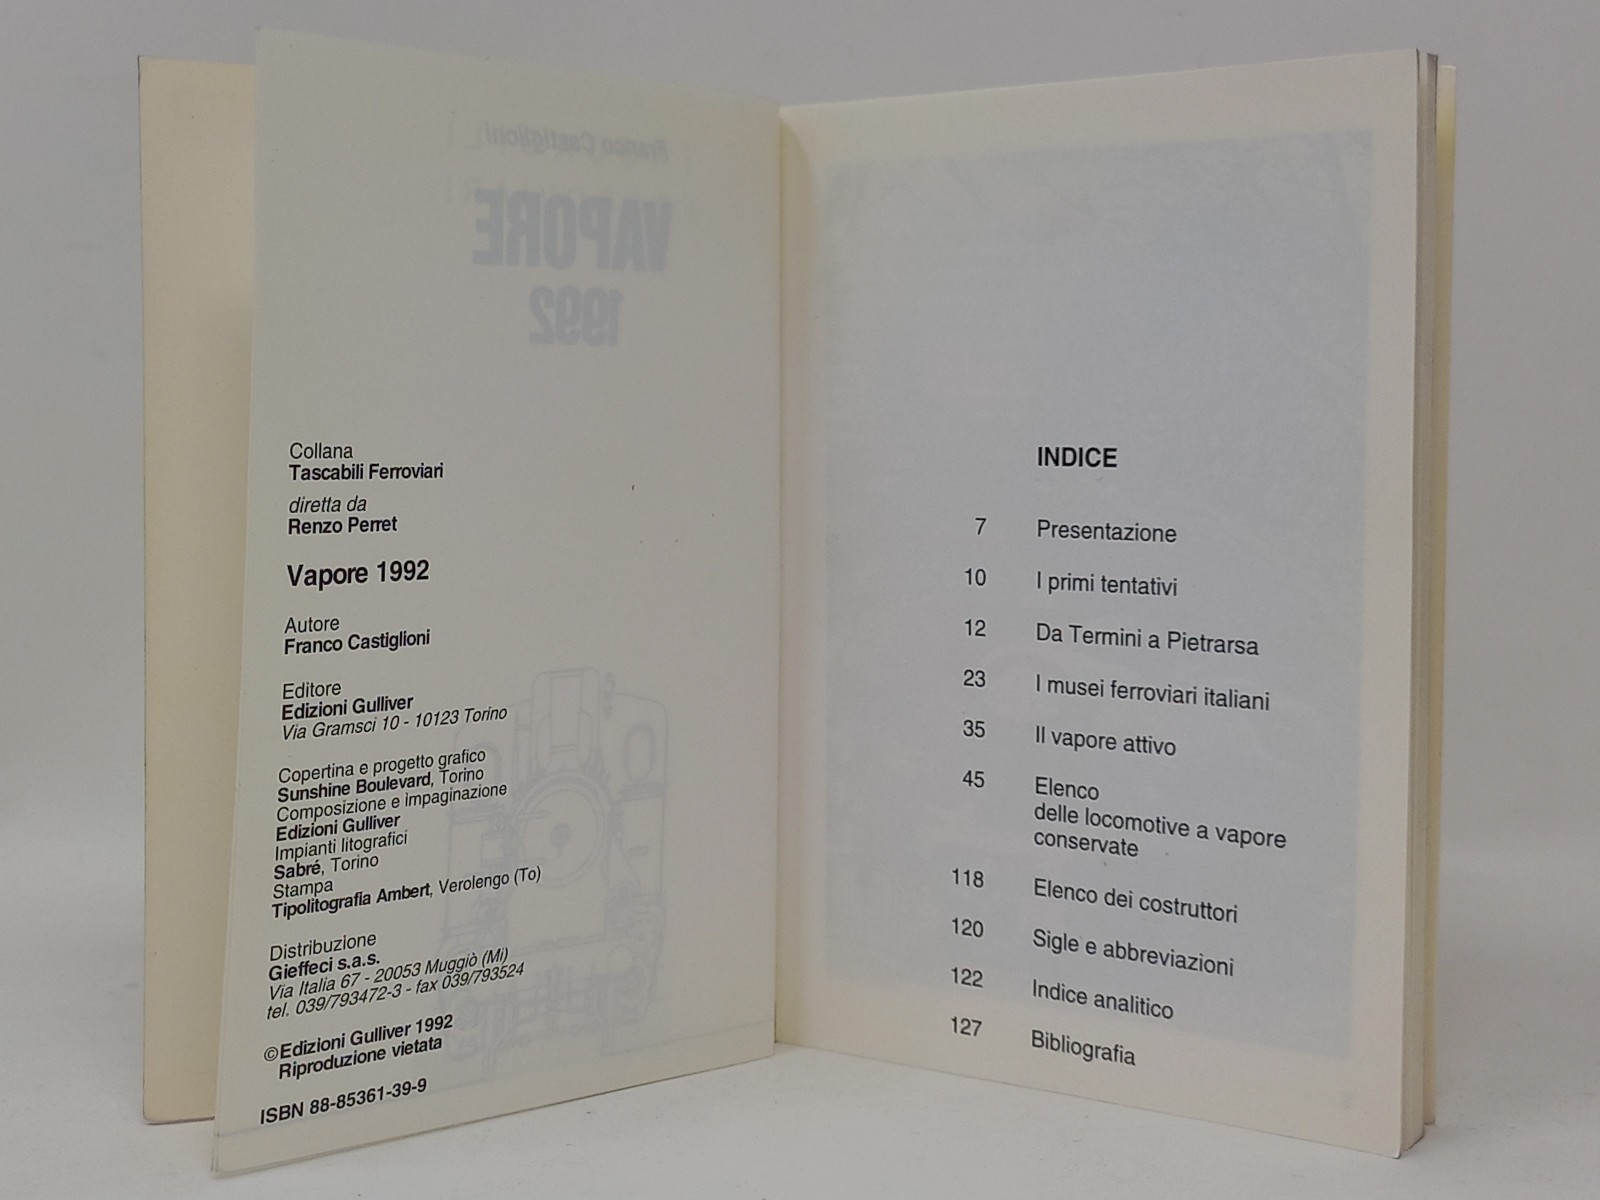 Franco Castiglioni
VAPORE
1992
Collana
Tascabili Ferroviari
diretta da
Renzo Perret
Vapore 1992
Autore
Franco Castiglioni
Editore
Edizioni Gulliver
Via Gramsci 10 - 10123 Torino
Copertina e progetto grafico
Sunshine Boulevard, Torino
Composizione e impaginazione
Edizioni Gulliver
Impianti litografici
Sabré, Torino
Stampa
Tipolitografia Ambert, Verolengo (To)
Distribuzione
Gieffeci s.a.s.
Via Italia 67 - 20053 Muggiò (Mi)
tel. 039/793472-3 - fax 039/793524
©Edizioni Gulliver 1992
Riproduzione vietata
ISBN 88-85361-39-9
INDICE
7 Presentazione
10 I primi tentativi
12 Da Termini a Pietrarsa
23 I musei ferroviari italiani
35 Il vapore attivo
45 Elenco
delle locomotive a vapore
conservate
118 Elenco dei costruttori
120 Sigle e abbreviazioni
122 Indice analitico
127 Bibliografia